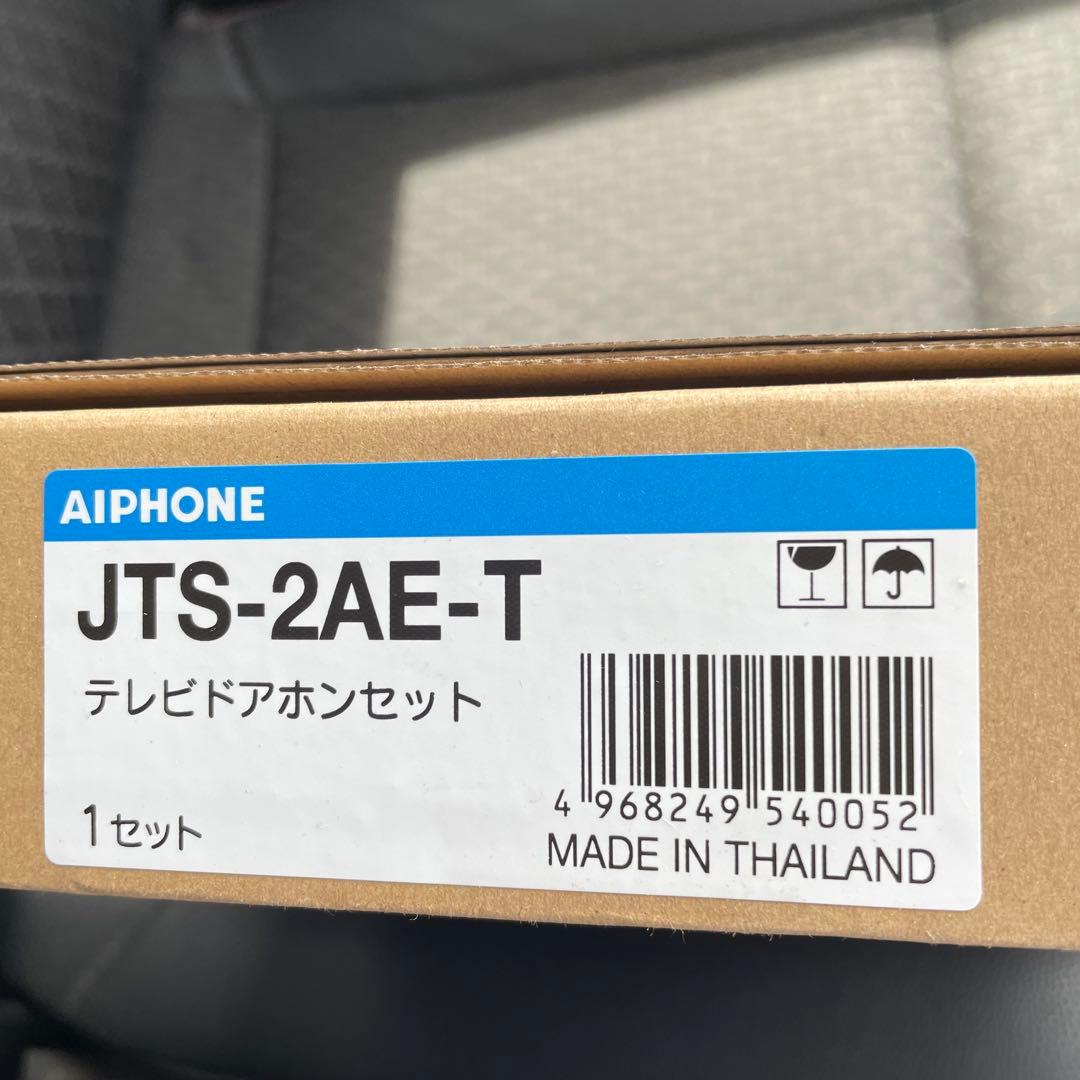 AIPHONE
JTS-2AE-T
テレビドアホンセット
1セット
4 968249 540052
MADE IN THAILAND